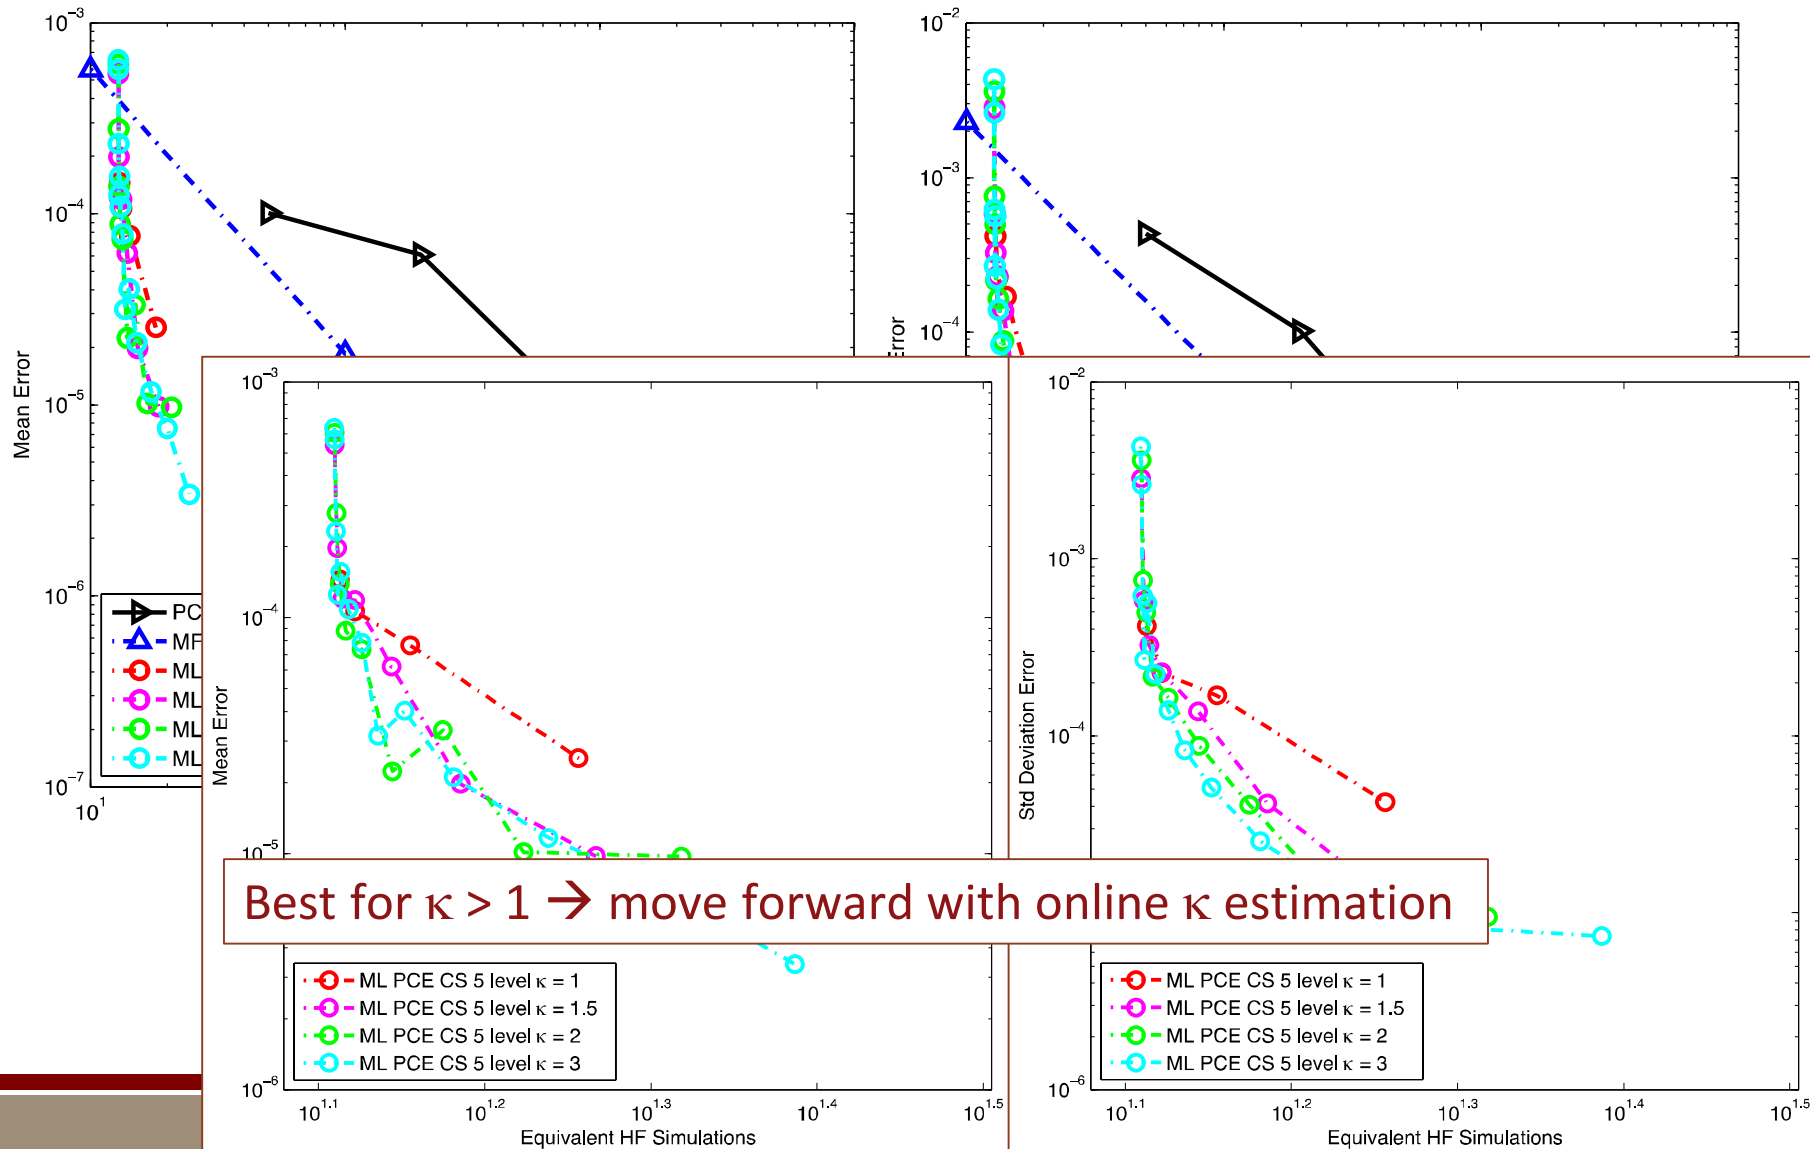 10^-3
10^-4
10^-5
10^-6
10^-7
10^1
Mean Error
PC
MF
ML
ML
ML
ML
10^-2
10^-3
10^-4
Error
10^-3
10^-4
10^-5
10^-6
Mean Error
10^1.1
10^1.2
10^1.3
10^1.4
10^1.5
Equivalent HF Simulations
ML PCE CS 5 level κ = 1
ML PCE CS 5 level κ = 1.5
ML PCE CS 5 level κ = 2
ML PCE CS 5 level κ = 3
10^-2
10^-3
10^-4
10^-6
Std Deviation Error
10^1.1
10^1.2
10^1.3
10^1.4
10^1.5
Equivalent HF Simulations
ML PCE CS 5 level κ = 1
ML PCE CS 5 level κ = 1.5
ML PCE CS 5 level κ = 2
ML PCE CS 5 level κ = 3
Best for κ > 1 → move forward with online κ estimation